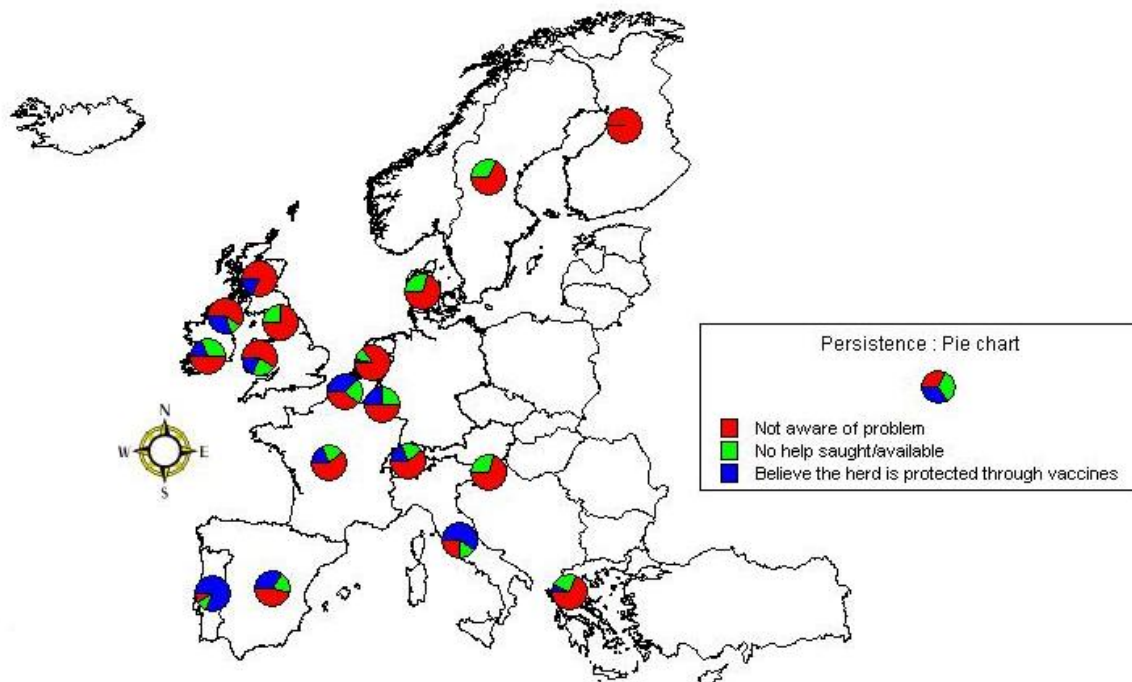 Persistence : Pie chart
Not aware of problem
No help saught/available
Believe the herd is protected through vaccines
N
W E
S